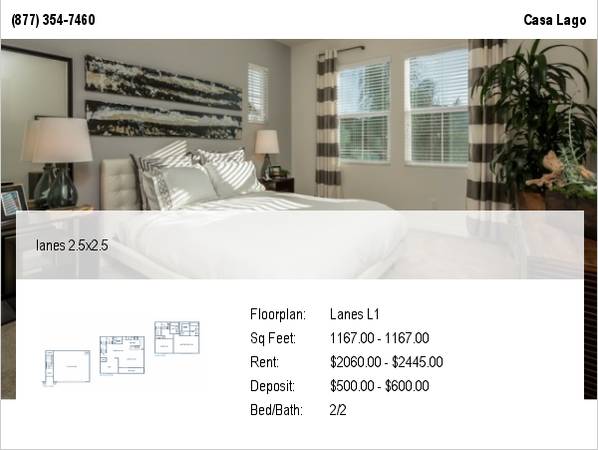 (877) 354-7460 Casa Lago
lanes 2.5x2.5
Floorplan: Lanes L1
Sq Feet: 1167.00 - 1167.00
Rent: $2060.00 - $2445.00
Deposit: $500.00 - $600.00
Bed/Bath: 2/2